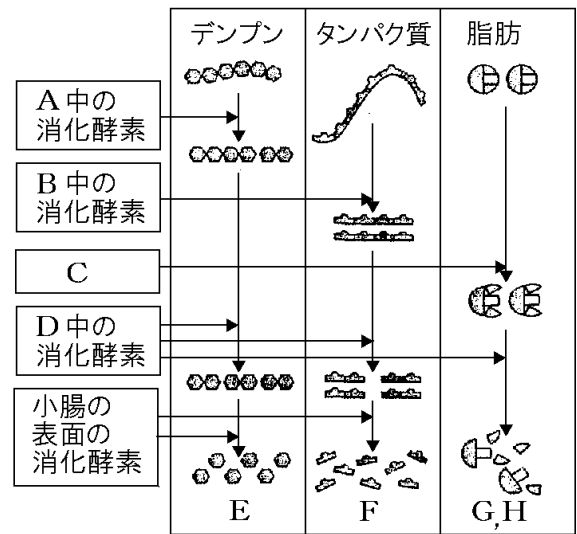 デンプン
タンパク質
脂肪
A中の
消化酵素
B中の
消化酵素
C
D中の
消化酵素
小腸の
表面の
消化酵素
E
F
G,H